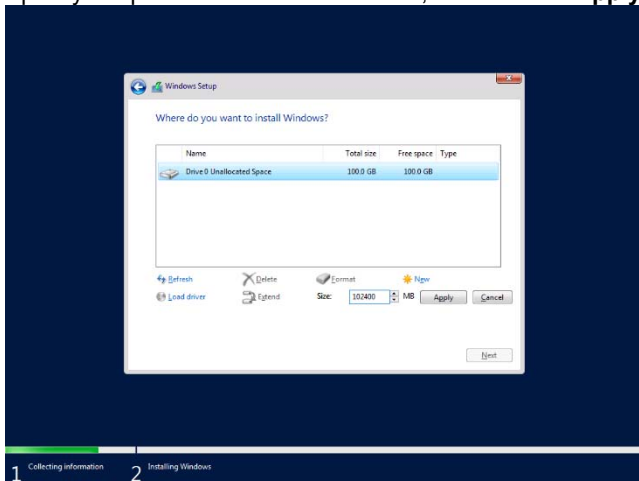 Windows Setup
Where do you want to install Windows?
Name Total size Free space Type
Drive 0 Unallocated Space 100.0 GB 100.0 GB
Refresh Delete Format New
Load driver Extend Size: 102400 MB Apply Cancel
Next
1 Collecting information 2 Installing Windows